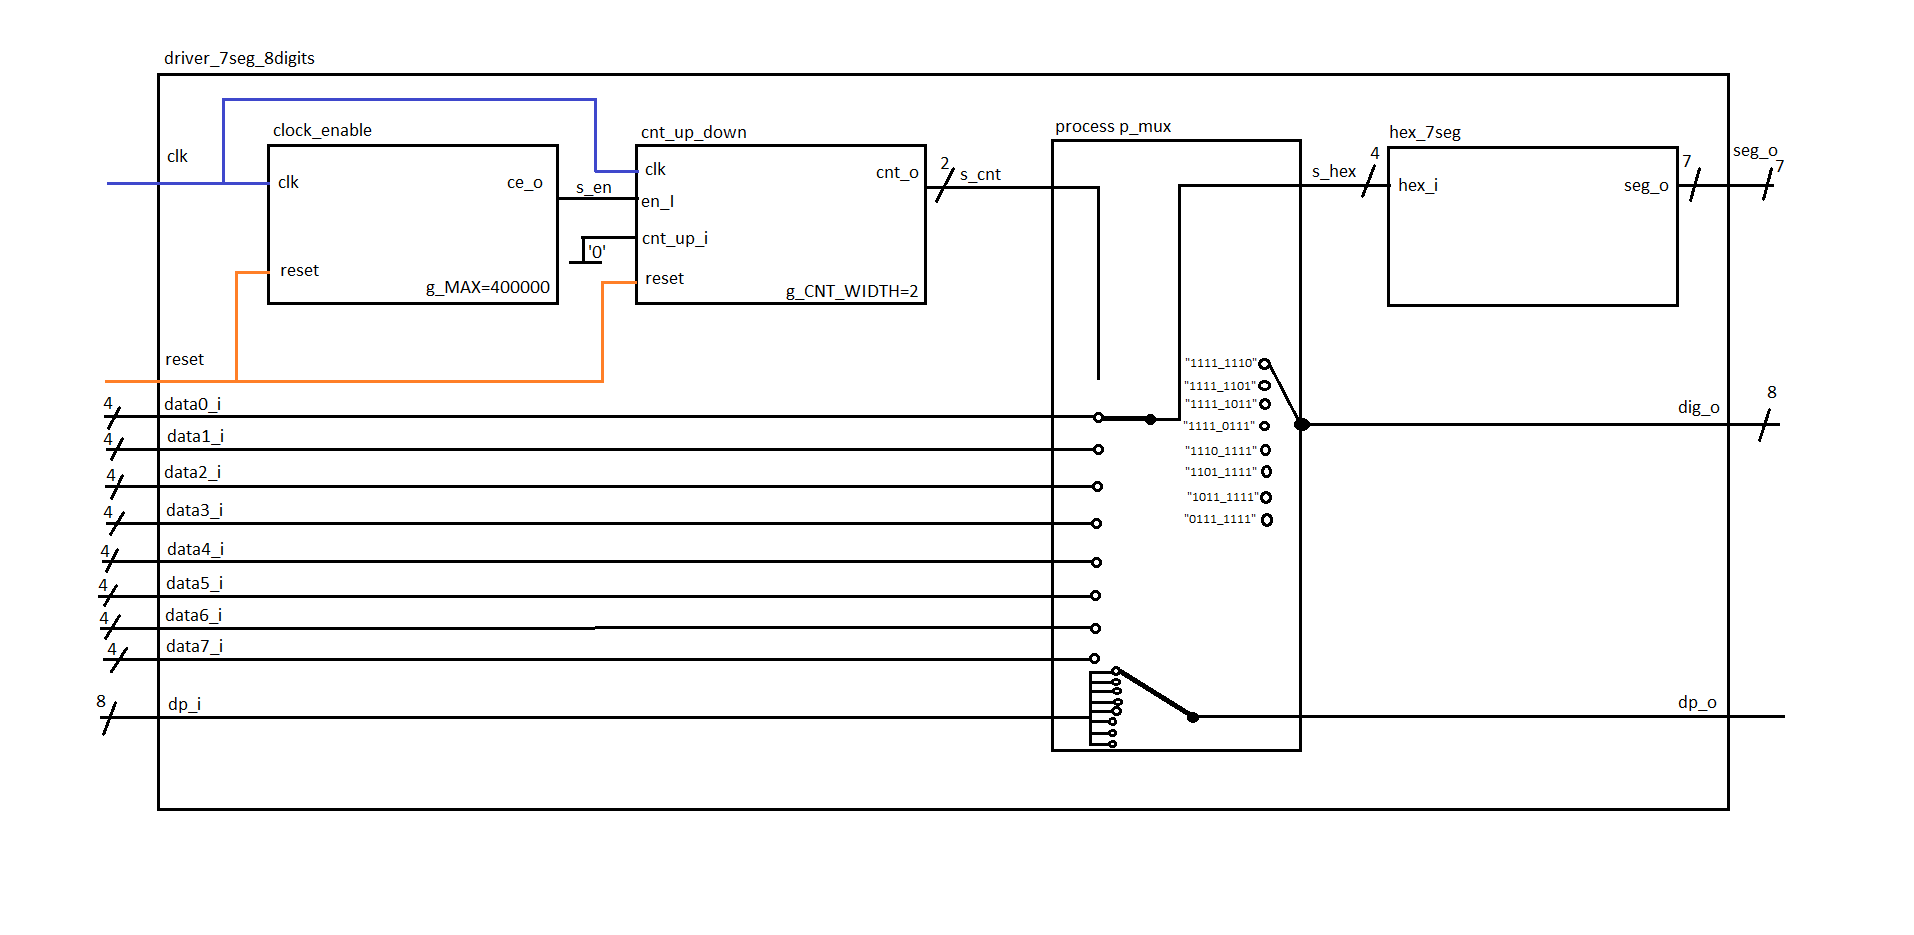 driver_7seg_8digits
clock_enable
cnt_up_down
process p_mux
hex_7seg
clk
clk
ce_o
s_en
clk
en_I
cnt_up_i
'0'
reset
g_CNT_WIDTH=2
cnt_o
2
s_cnt
reset
g_MAX=400000
s_hex
4
hex_i
seg_o
7
seg_o
7
reset
"1111_1110"
"1111_1101"
"1111_1011"
"1111_0111"
"1110_1111"
"1101_1111"
"1011_1111"
"0111_1111"
dig_o
8
4
data0_i
4
data1_i
4
data2_i
4
data3_i
4
data4_i
4
data5_i
4
data6_i
4
data7_i
8
dp_i
dp_o